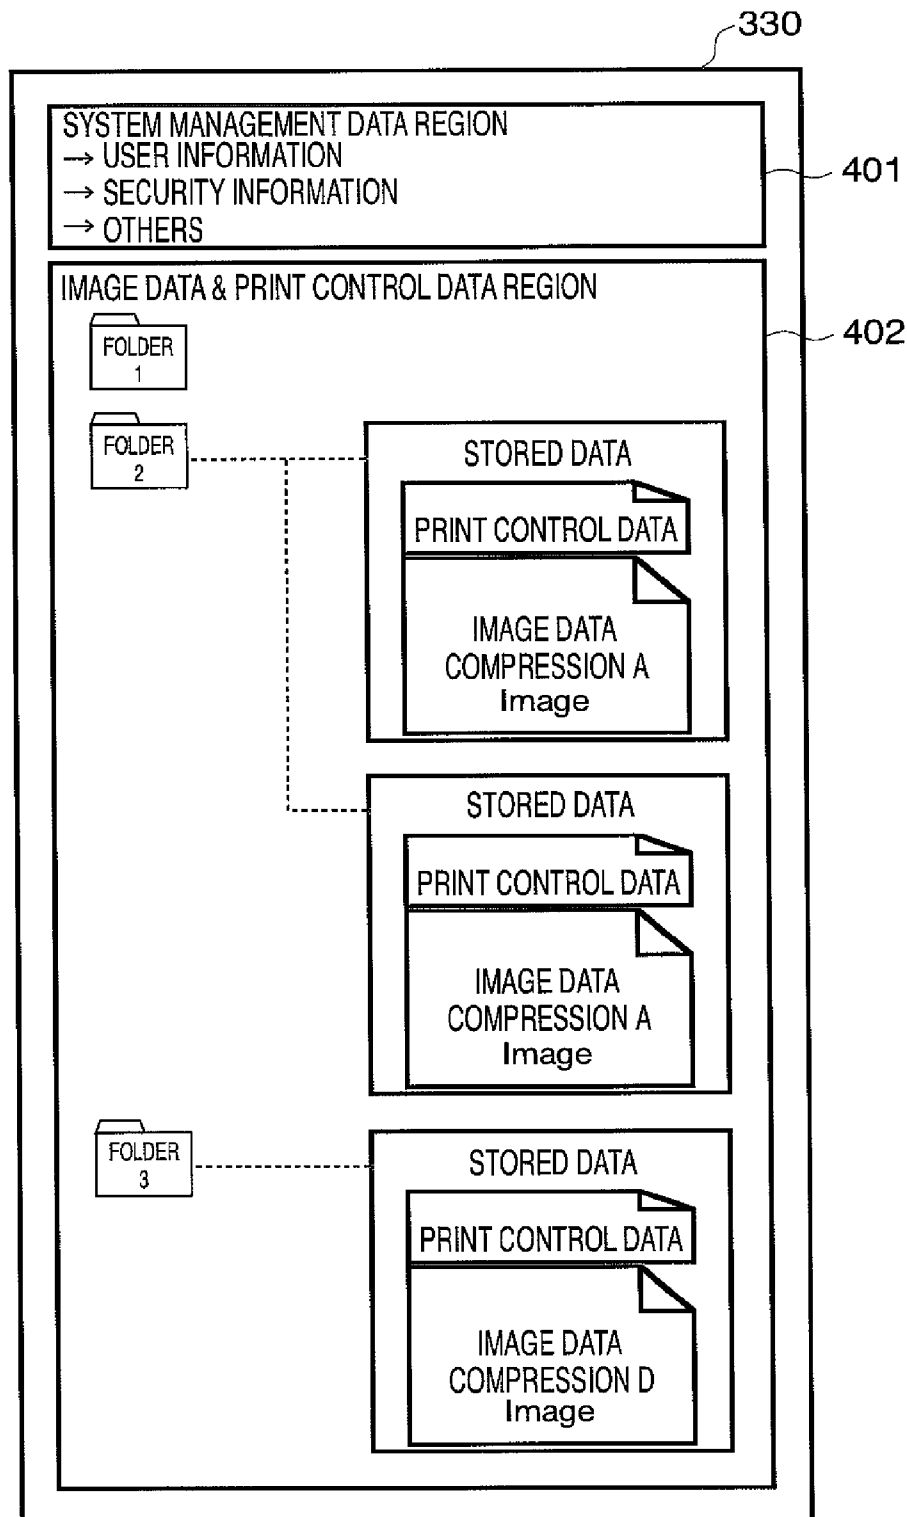 330
SYSTEM MANAGEMENT DATA REGION
→ USER INFORMATION
→ SECURITY INFORMATION
→ OTHERS
401
IMAGE DATA & PRINT CONTROL DATA REGION
402
FOLDER
1
FOLDER
2
STORED DATA
PRINT CONTROL DATA
IMAGE DATA
COMPRESSION A
Image
STORED DATA
PRINT CONTROL DATA
IMAGE DATA
COMPRESSION A
Image
FOLDER
3
STORED DATA
PRINT CONTROL DATA
IMAGE DATA
COMPRESSION D
Image